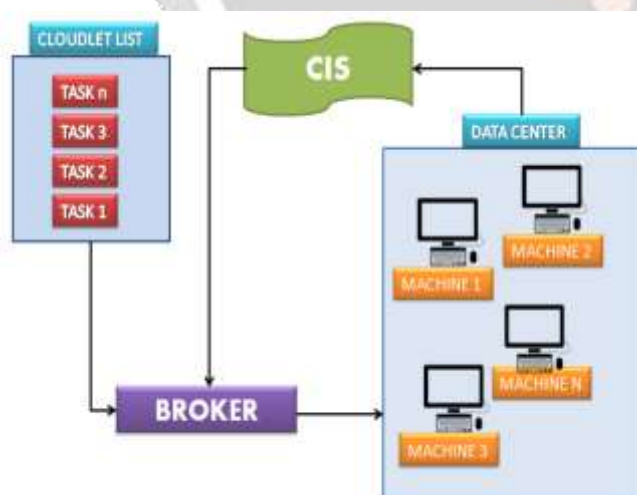 CLOUDLET LIST
TASK n
TASK 3
TASK 2
TASK 1
CIS
DATA CENTER
MACHINE 2
MACHINE 1
MACHINE N
MACHINE 3
BROKER